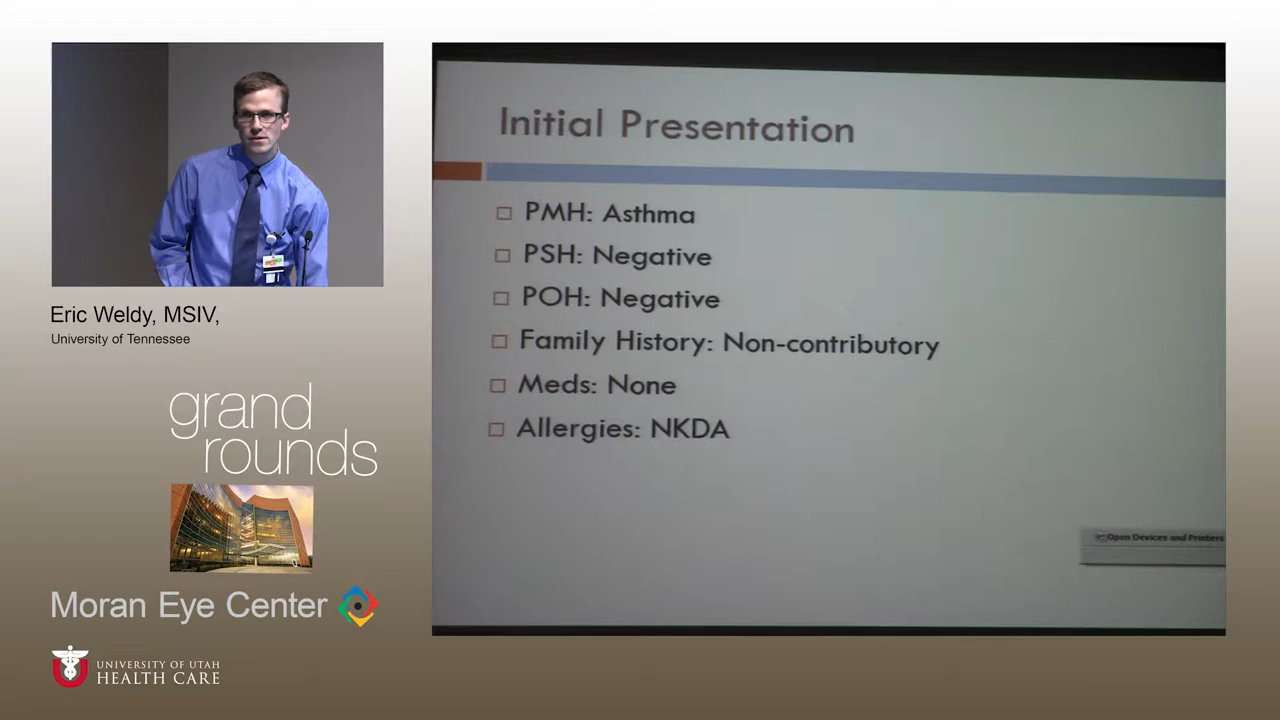 Eric Weldy, MSIV,
University of Tennessee
grand
rounds
Moran Eye Center
UNIVERSITY OF UTAH
HEALTH CARE
Initial Presentation
PMH: Asthma
PSH: Negative
POH: Negative
Family History: Non-contributory
Meds: None
Allergies: NKDA
Open Devices and Printers